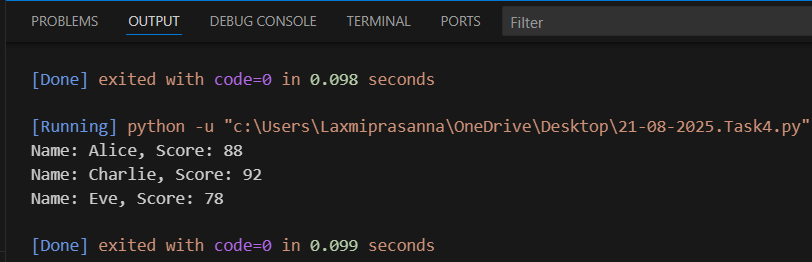 PROBLEMS OUTPUT DEBUG CONSOLE TERMINAL PORTS Filter
[Done] exited with code=0 in 0.098 seconds
[Running] python -u "c:\Users\Laxmiprasanna\OneDrive\Desktop\21-08-2025.Task4.py"
Name: Alice, Score: 88
Name: Charlie, Score: 92
Name: Eve, Score: 78
[Done] exited with code=0 in 0.099 seconds